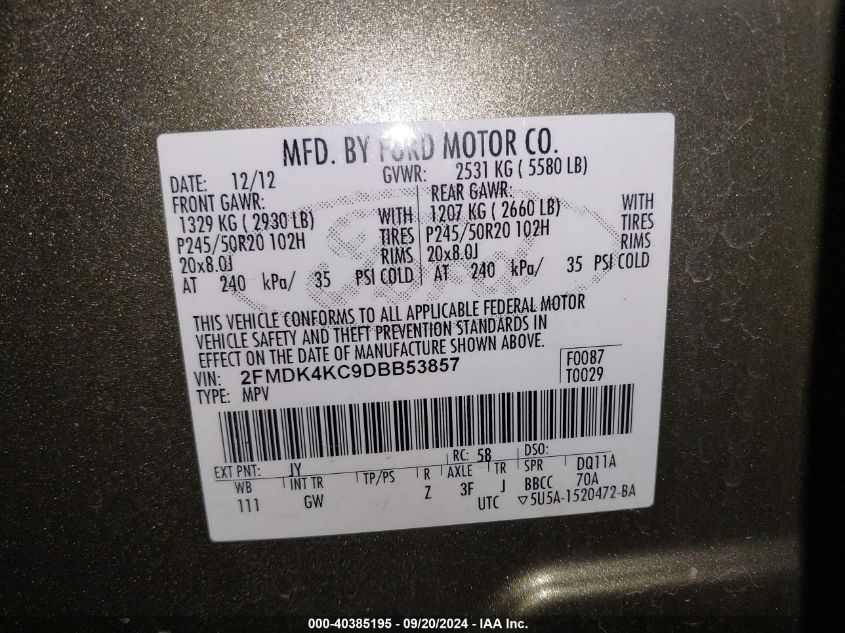 MFD. BY FORD MOTOR CO.
DATE: 12/12 GVWR: 2531 KG ( 5580 LB)
FRONT GAWR: REAR GAWR:
1329 KG ( 2930 LB) WITH 1207 KG ( 2660 LB) WITH
P245/50R20 102H TIRES P245/50R20 102H TIRES
20x8.0J RIMS 20x8.0J RIMS
AT 240 kPa/ 35 PSI COLD AT 240 kPa/ 35 PSI COLD
THIS VEHICLE CONFORMS TO ALL APPLICABLE FEDERAL MOTOR
VEHICLE SAFETY AND THEFT PREVENTION STANDARDS IN
EFFECT ON THE DATE OF MANUFACTURE SHOWN ABOVE.
VIN: 2FMDK4KC9DBB53857 F0087
TYPE: MPV T0029
EXT PNT: JY RC: 58 DSO:
WB INT TR TP/PS R AXLE TR SPR DQ11A
111 GW Z 3F J BBCC 70A
UTC ▽5U5A-1520472-BA
000-40385195 - 09/20/2024 - IAA Inc.